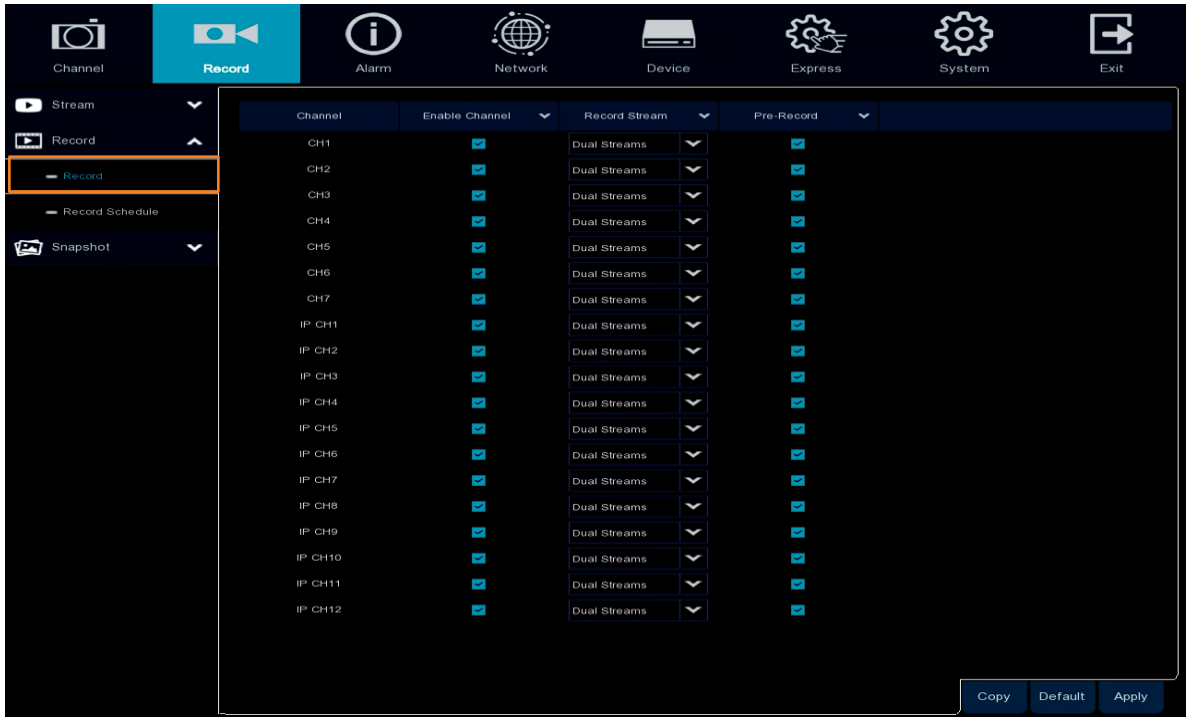 Channel Record Alarm Network Device Express System Exit
Stream
Record
Record
Record Schedule
Snapshot
Channel Enable Channel Record Stream Pre-Record
CH1 Dual Streams
CH2 Dual Streams
CH3 Dual Streams
CH4 Dual Streams
CH5 Dual Streams
CH6 Dual Streams
CH7 Dual Streams
IP CH1 Dual Streams
IP CH2 Dual Streams
IP CH3 Dual Streams
IP CH4 Dual Streams
IP CH5 Dual Streams
IP CH6 Dual Streams
IP CH7 Dual Streams
IP CH8 Dual Streams
IP CH9 Dual Streams
IP CH10 Dual Streams
IP CH11 Dual Streams
IP CH12 Dual Streams
Copy Default Apply